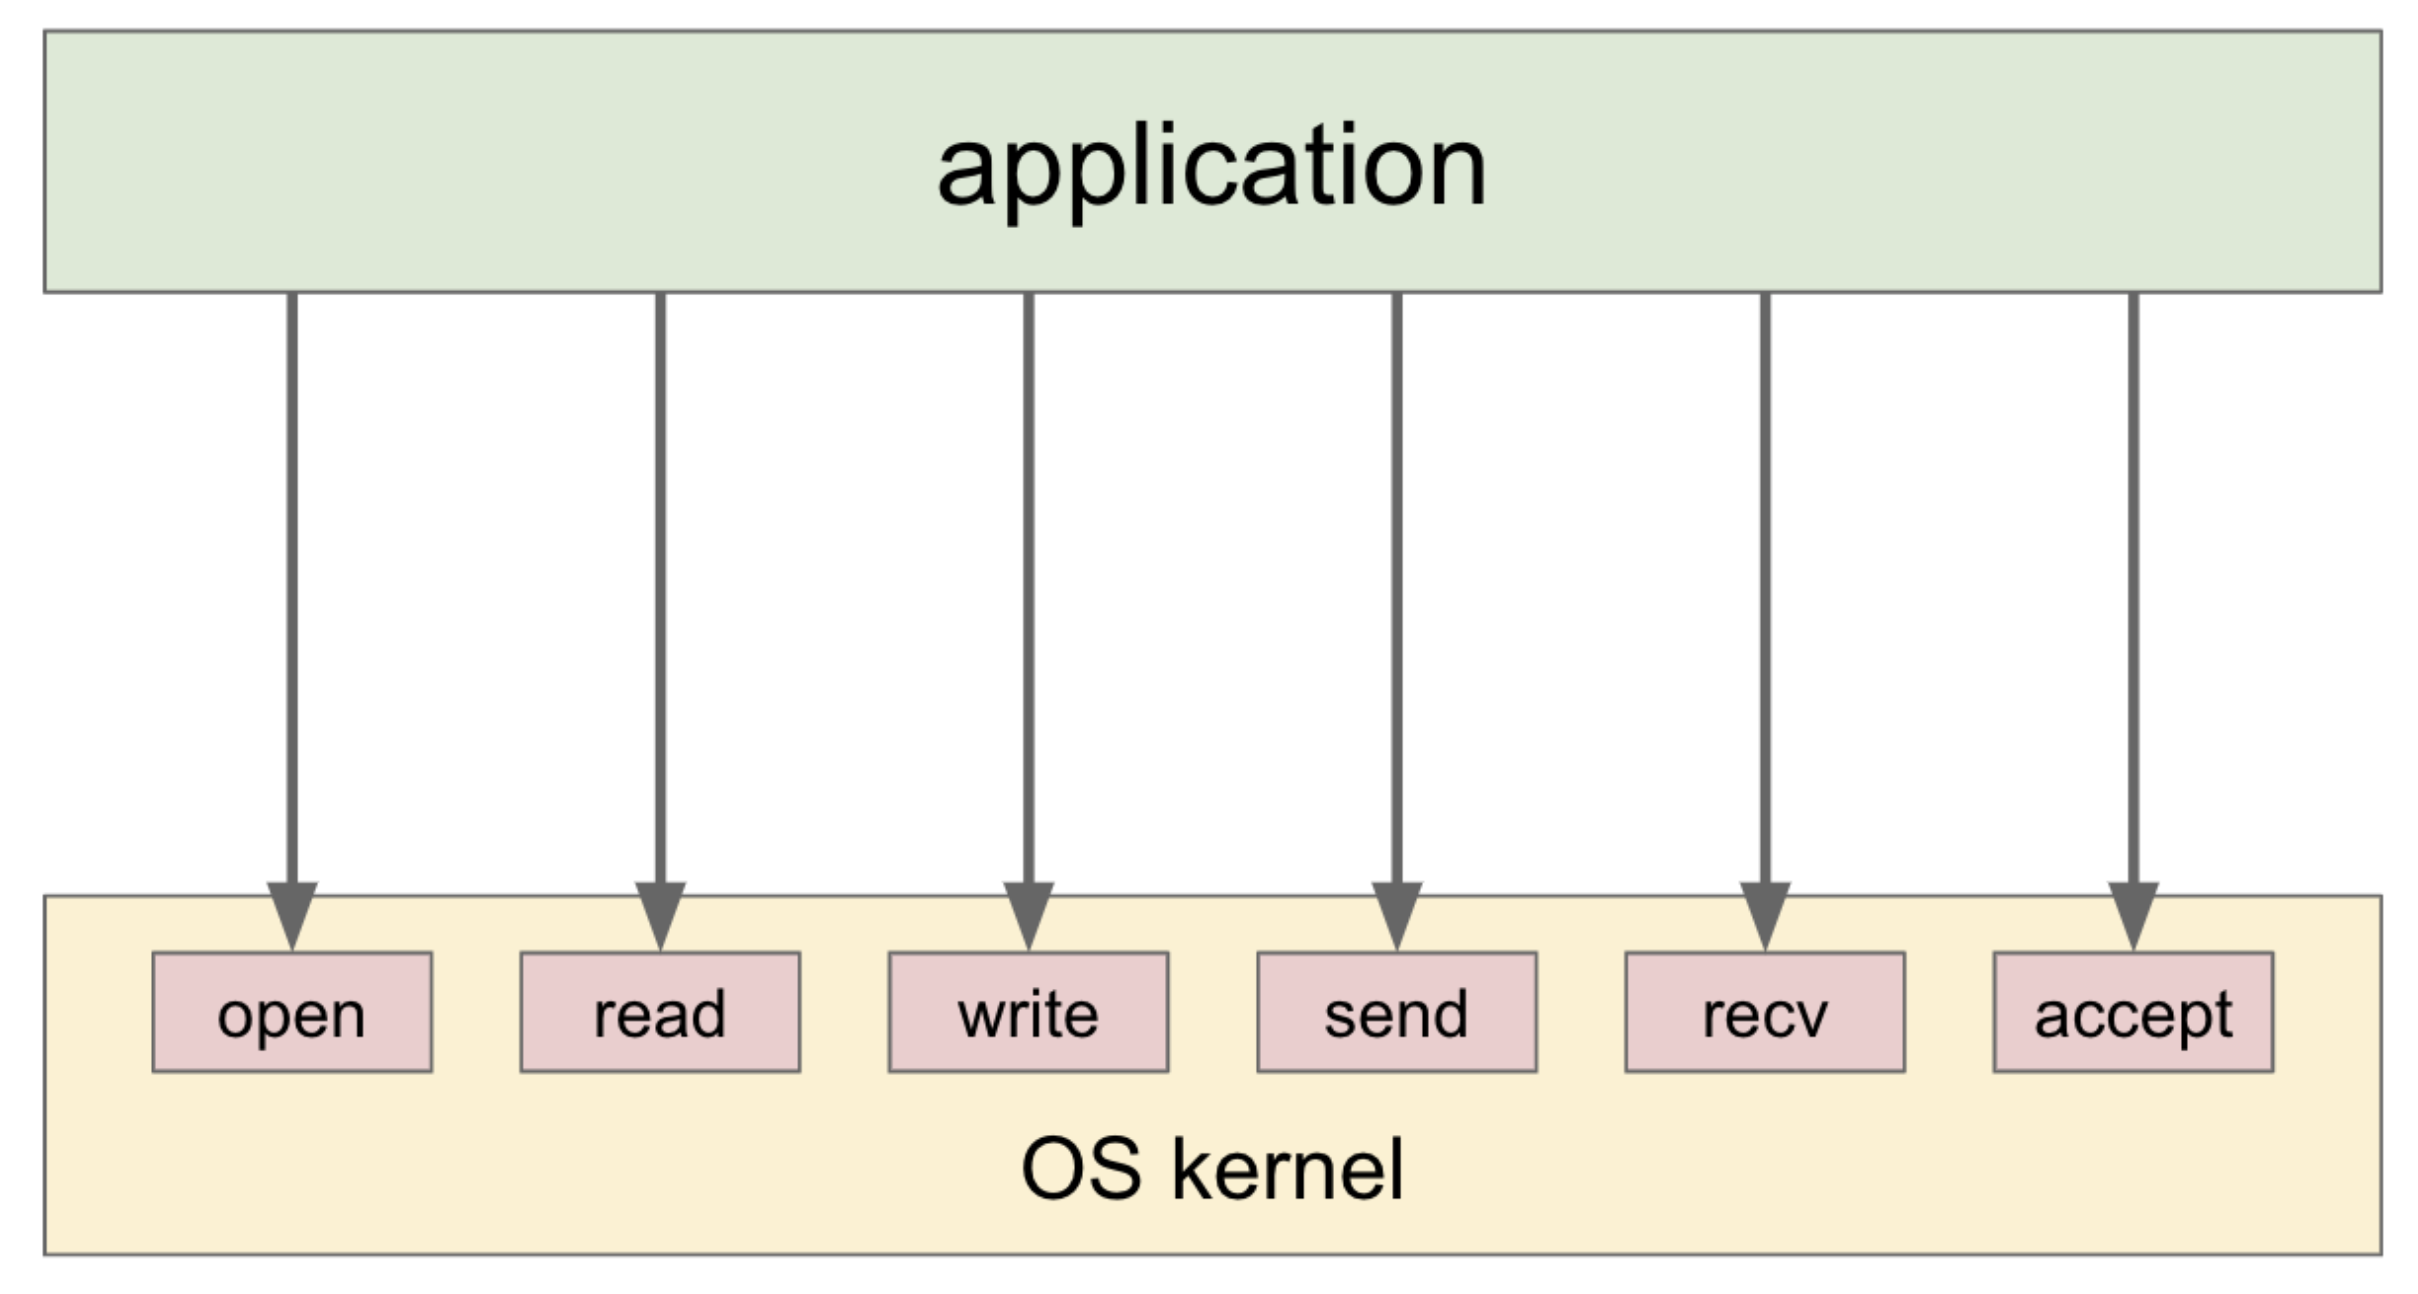 application
open
read
write
send
recv
accept
OS kernel